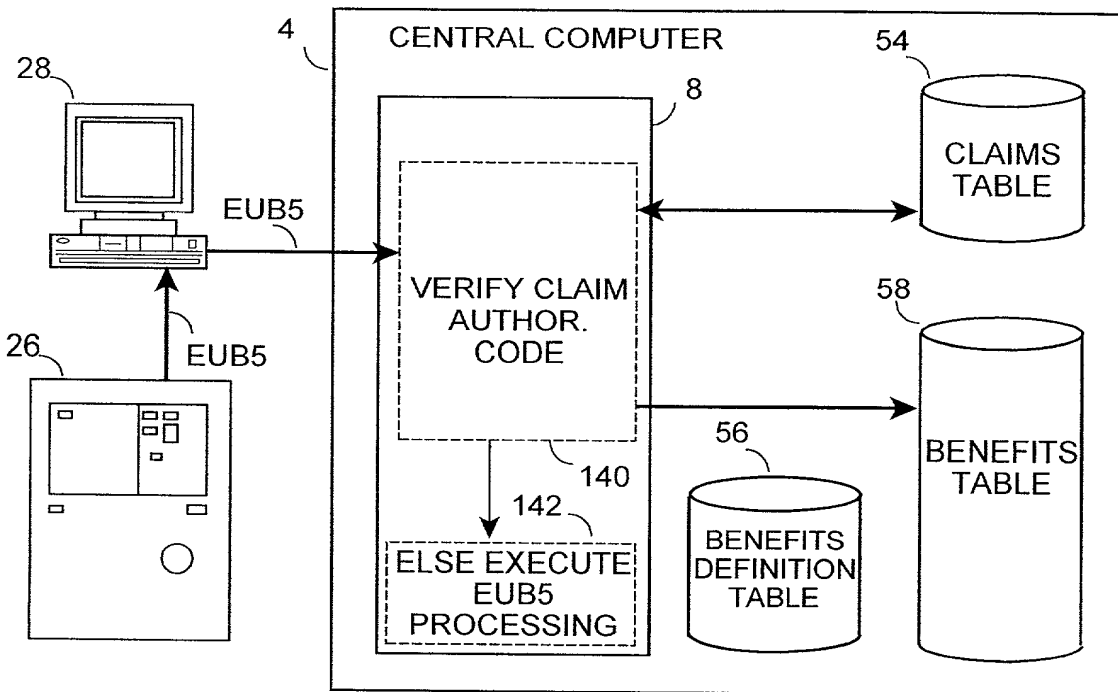 4
CENTRAL COMPUTER
28
8
54
CLAIMS
TABLE
EUB5
VERIFY CLAIM
AUTHOR.
CODE
58
26
EUB5
56
140
BENEFITS
TABLE
142
BENEFITS
DEFINITION
TABLE
ELSE EXECUTE
EUB5
PROCESSING